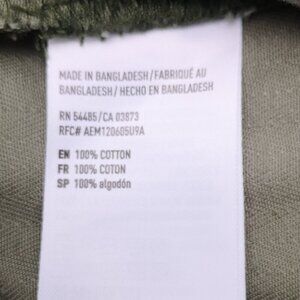 MADE IN BANGLADESH/FABRIQUÉ AU
BANGLADESH/ HECHO EN BANGLADESH
RN 54485/CA 03873
RFC# AEM120605U9A
EN 100% COTTON
FR 100% COTON
SP 100% algodón